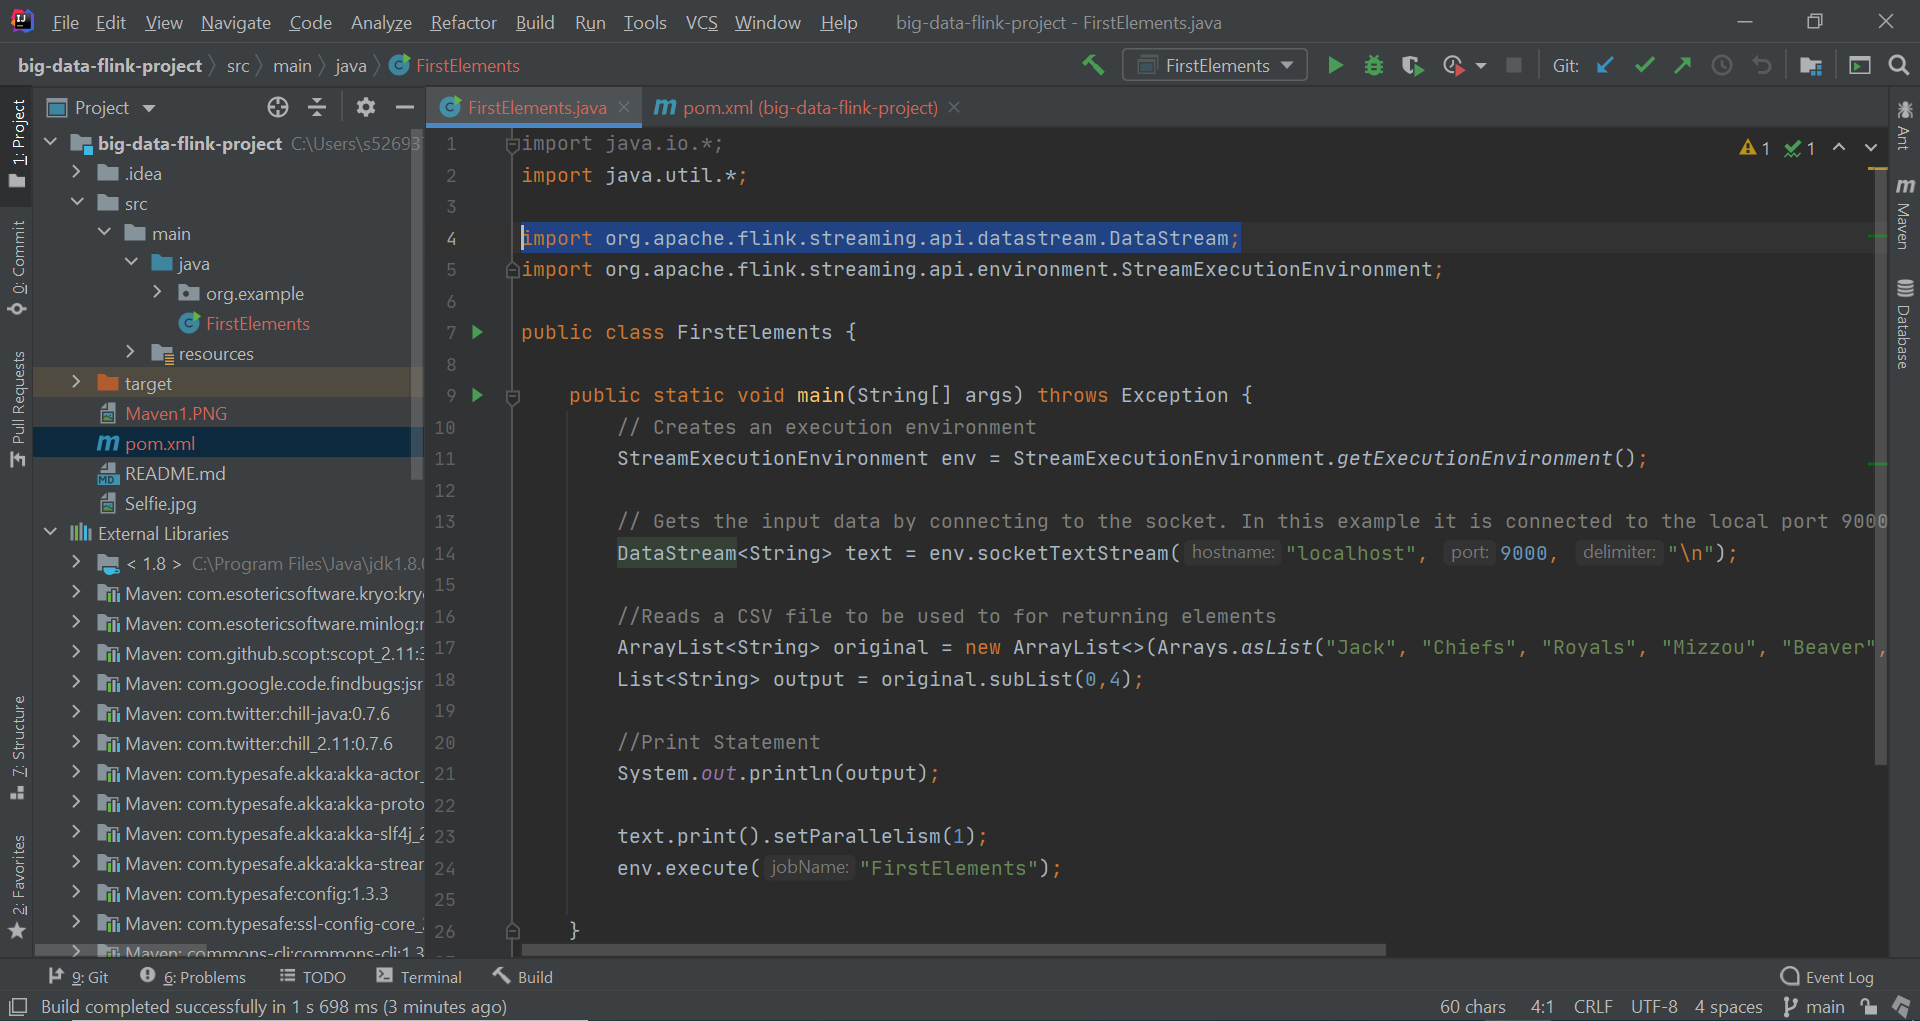 File Edit View Navigate Code Analyze Refactor Build Run Tools VCS Window Help big-data-flink-project - FirstElements.java
big-data-flink-project src main java FirstElements
FirstElements Git:
Project
FirstElements.java pom.xml (big-data-flink-project)
1: Project
0: Commit
Pull Requests
7: Structure
2: Favorites
big-data-flink-project C:\Users\s526937
.idea
src
main
java
org.example
FirstElements
resources
target
Maven1.PNG
pom.xml
README.md
Selfie.jpg
External Libraries
< 1.8 > C:\Program Files\Java\jdk1.8.0
Maven: com.esotericsoftware.kryo:kry
Maven: com.esotericsoftware.minlog:r
Maven: com.github.scopt:scopt_2.11:3
Maven: com.google.code.findbugs:jsr
Maven: com.twitter:chill-java:0.7.6
Maven: com.twitter:chill_2.11:0.7.6
Maven: com.typesafe.akka:akka-actor_
Maven: com.typesafe.akka:akka-proto
Maven: com.typesafe.akka:akka-slf4j_2
Maven: com.typesafe.akka:akka-strear
Maven: com.typesafe:config:1.3.3
Maven: com.typesafe:ssl-config-core_
Maven: commons-cli:commons-cli:1.3
1 import java.io.*;
2 import java.util.*;
3
4 import org.apache.flink.streaming.api.datastream.DataStream;
5 import org.apache.flink.streaming.api.environment.StreamExecutionEnvironment;
6
7 public class FirstElements {
8
9 public static void main(String[] args) throws Exception {
10 // Creates an execution environment
11 StreamExecutionEnvironment env = StreamExecutionEnvironment.getExecutionEnvironment();
12
13 // Gets the input data by connecting to the socket. In this example it is connected to the local port 9000
14 DataStream<String> text = env.socketTextStream( hostname: "localhost", port: 9000, delimiter: "\n");
15
16 //Reads a CSV file to be used to for returning elements
17 ArrayList<String> original = new ArrayList<>(Arrays.asList("Jack", "Chiefs", "Royals", "Mizzou", "Beaver",
18 List<String> output = original.subList(0,4);
19
20 //Print Statement
21 System.out.println(output);
22
23 text.print().setParallelism(1);
24 env.execute( jobName: "FirstElements");
25
26 }
1 1
Ant
Maven
Database
9: Git 6: Problems TODO Terminal Build Event Log
Build completed successfully in 1 s 698 ms (3 minutes ago) 60 chars 4:1 CRLF UTF-8 4 spaces main